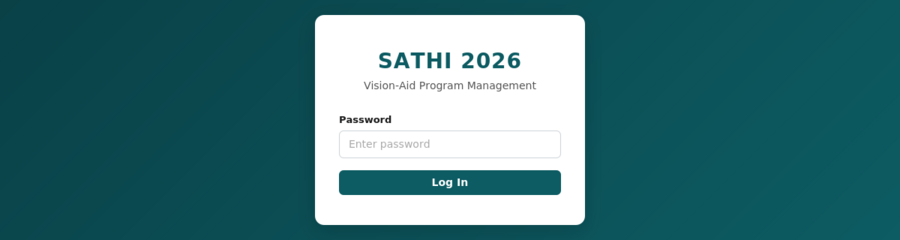 SATHI 2026
Vision-Aid Program Management
Password
Enter password
Log In